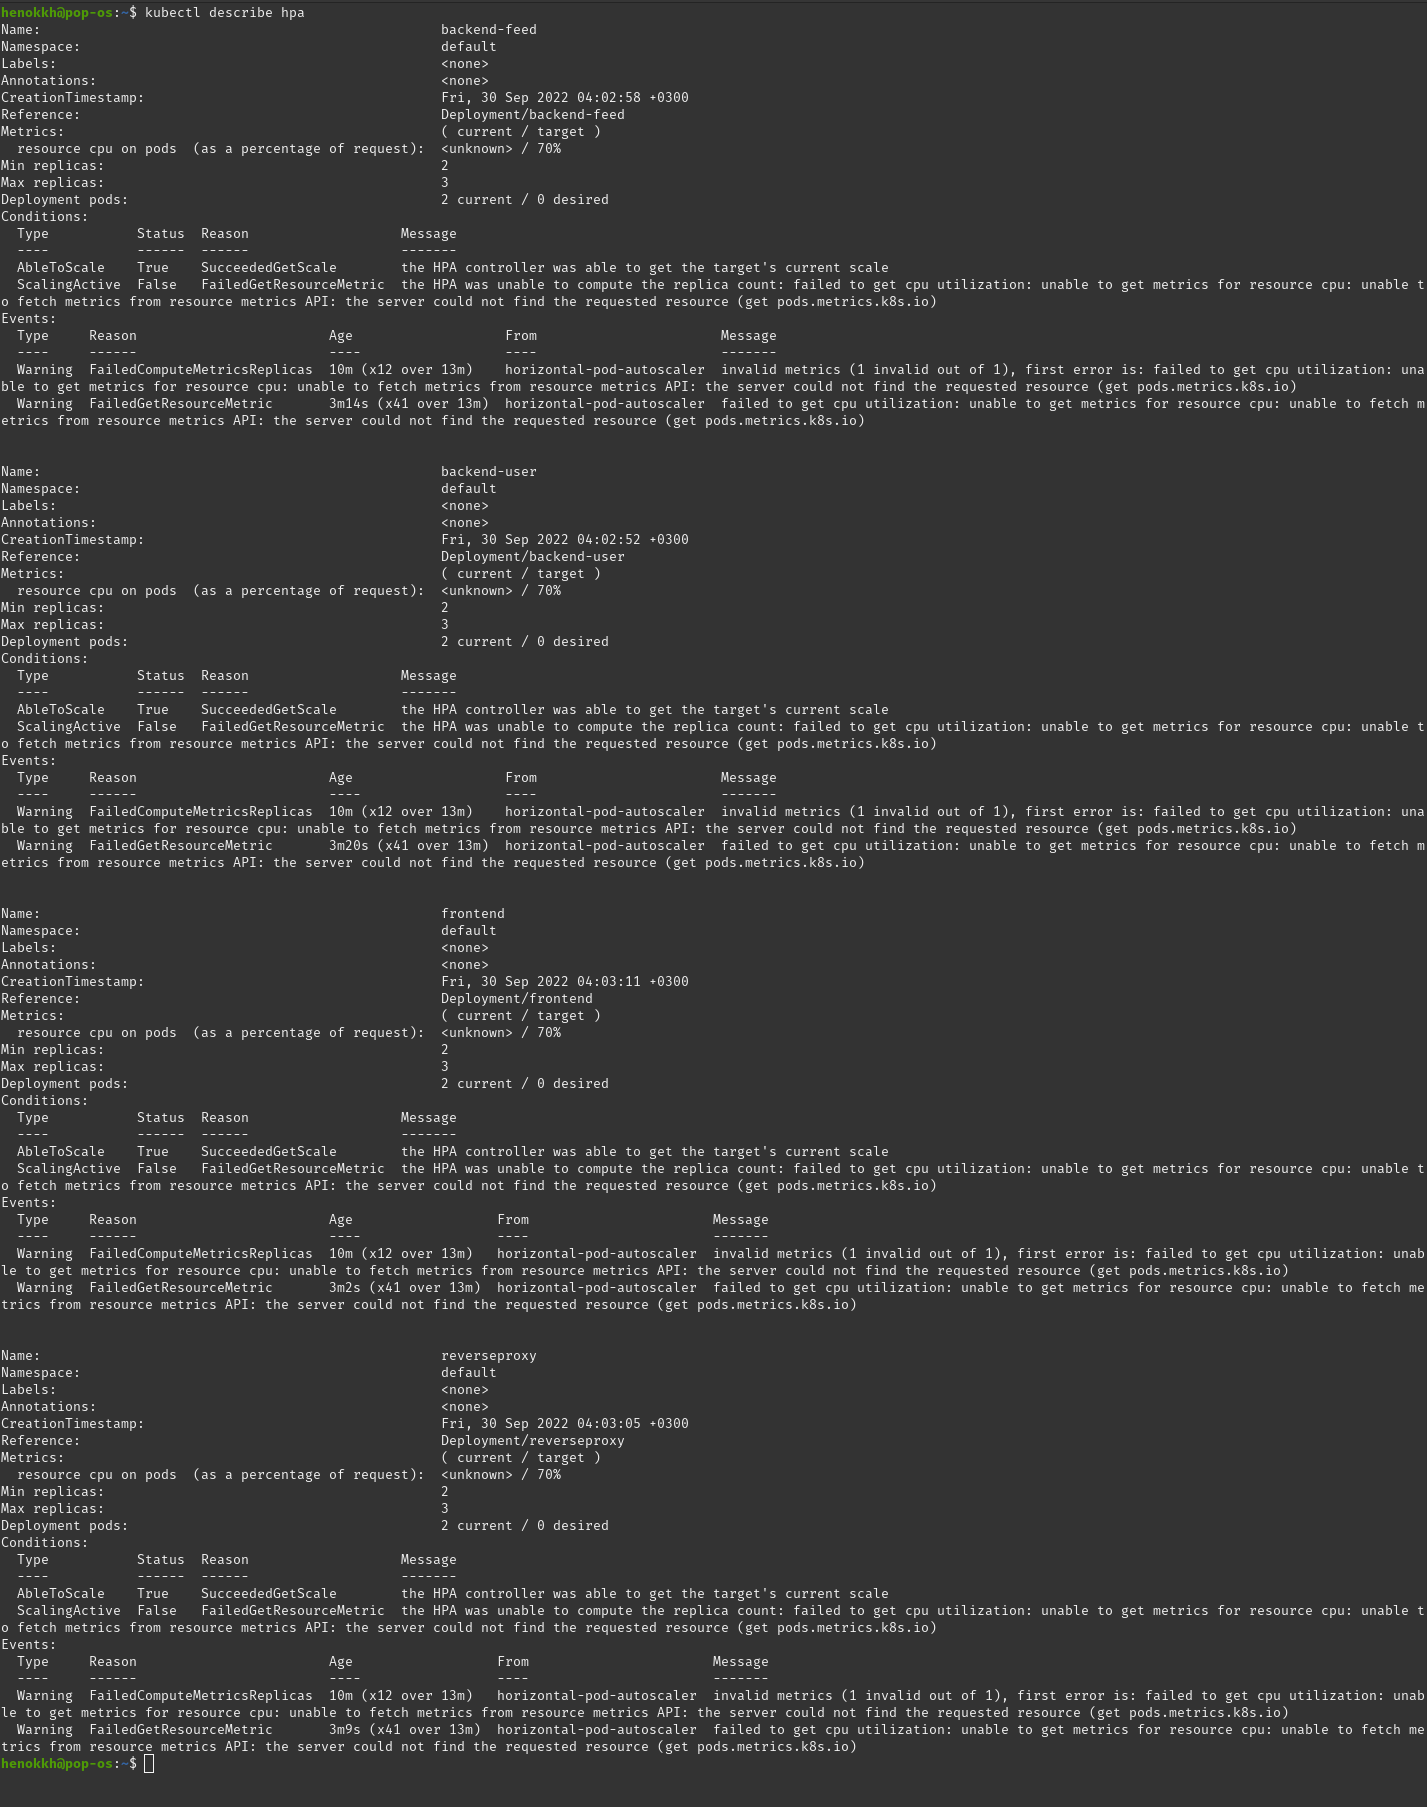 henokkh@pop-os:~$ kubectl describe hpa
Name:                                                  backend-feed
Namespace:                                             default
Labels:                                                <none>
Annotations:                                           <none>
CreationTimestamp:                                     Fri, 30 Sep 2022 04:02:58 +0300
Reference:                                             Deployment/backend-feed
Metrics:                                               ( current / target )
  resource cpu on pods  (as a percentage of request):  <unknown> / 70%
Min replicas:                                          2
Max replicas:                                          3
Deployment pods:                                       2 current / 0 desired
Conditions:
  Type           Status  Reason                   Message
  ----           ------  ------                   -------
  AbleToScale    True    SucceededGetScale        the HPA controller was able to get the target's current scale
  ScalingActive  False   FailedGetResourceMetric  the HPA was unable to compute the replica count: failed to get cpu utilization: unable to get metrics for resource cpu: unable t
o fetch metrics from resource metrics API: the server could not find the requested resource (get pods.metrics.k8s.io)
Events:
  Type     Reason                        Age                   From                       Message
  ----     ------                        ----                  ----                       -------
  Warning  FailedComputeMetricsReplicas  10m (x12 over 13m)    horizontal-pod-autoscaler  invalid metrics (1 invalid out of 1), first error is: failed to get cpu utilization: una
ble to get metrics for resource cpu: unable to fetch metrics from resource metrics API: the server could not find the requested resource (get pods.metrics.k8s.io)
  Warning  FailedGetResourceMetric       3m14s (x41 over 13m)  horizontal-pod-autoscaler  failed to get cpu utilization: unable to get metrics for resource cpu: unable to fetch m
etrics from resource metrics API: the server could not find the requested resource (get pods.metrics.k8s.io)
Name:                                                  backend-user
Namespace:                                             default
Labels:                                                <none>
Annotations:                                           <none>
CreationTimestamp:                                     Fri, 30 Sep 2022 04:02:52 +0300
Reference:                                             Deployment/backend-user
Metrics:                                               ( current / target )
  resource cpu on pods  (as a percentage of request):  <unknown> / 70%
Min replicas:                                          2
Max replicas:                                          3
Deployment pods:                                       2 current / 0 desired
Conditions:
  Type           Status  Reason                   Message
  ----           ------  ------                   -------
  AbleToScale    True    SucceededGetScale        the HPA controller was able to get the target's current scale
  ScalingActive  False   FailedGetResourceMetric  the HPA was unable to compute the replica count: failed to get cpu utilization: unable to get metrics for resource cpu: unable t
o fetch metrics from resource metrics API: the server could not find the requested resource (get pods.metrics.k8s.io)
Events:
  Type     Reason                        Age                   From                       Message
  ----     ------                        ----                  ----                       -------
  Warning  FailedComputeMetricsReplicas  10m (x12 over 13m)    horizontal-pod-autoscaler  invalid metrics (1 invalid out of 1), first error is: failed to get cpu utilization: una
ble to get metrics for resource cpu: unable to fetch metrics from resource metrics API: the server could not find the requested resource (get pods.metrics.k8s.io)
  Warning  FailedGetResourceMetric       3m20s (x41 over 13m)  horizontal-pod-autoscaler  failed to get cpu utilization: unable to get metrics for resource cpu: unable to fetch m
etrics from resource metrics API: the server could not find the requested resource (get pods.metrics.k8s.io)
Name:                                                  frontend
Namespace:                                             default
Labels:                                                <none>
Annotations:                                           <none>
CreationTimestamp:                                     Fri, 30 Sep 2022 04:03:11 +0300
Reference:                                             Deployment/frontend
Metrics:                                               ( current / target )
  resource cpu on pods  (as a percentage of request):  <unknown> / 70%
Min replicas:                                          2
Max replicas:                                          3
Deployment pods:                                       2 current / 0 desired
Conditions:
  Type           Status  Reason                   Message
  ----           ------  ------                   -------
  AbleToScale    True    SucceededGetScale        the HPA controller was able to get the target's current scale
  ScalingActive  False   FailedGetResourceMetric  the HPA was unable to compute the replica count: failed to get cpu utilization: unable to get metrics for resource cpu: unable t
o fetch metrics from resource metrics API: the server could not find the requested resource (get pods.metrics.k8s.io)
Events:
  Type     Reason                        Age                  From                       Message
  ----     ------                        ----                 ----                       -------
  Warning  FailedComputeMetricsReplicas  10m (x12 over 13m)   horizontal-pod-autoscaler  invalid metrics (1 invalid out of 1), first error is: failed to get cpu utilization: unab
le to get metrics for resource cpu: unable to fetch metrics from resource metrics API: the server could not find the requested resource (get pods.metrics.k8s.io)
  Warning  FailedGetResourceMetric       3m2s (x41 over 13m)  horizontal-pod-autoscaler  failed to get cpu utilization: unable to get metrics for resource cpu: unable to fetch me
trics from resource metrics API: the server could not find the requested resource (get pods.metrics.k8s.io)
Name:                                                  reverseproxy
Namespace:                                             default
Labels:                                                <none>
Annotations:                                           <none>
CreationTimestamp:                                     Fri, 30 Sep 2022 04:03:05 +0300
Reference:                                             Deployment/reverseproxy
Metrics:                                               ( current / target )
  resource cpu on pods  (as a percentage of request):  <unknown> / 70%
Min replicas:                                          2
Max replicas:                                          3
Deployment pods:                                       2 current / 0 desired
Conditions:
  Type           Status  Reason                   Message
  ----           ------  ------                   -------
  AbleToScale    True    SucceededGetScale        the HPA controller was able to get the target's current scale
  ScalingActive  False   FailedGetResourceMetric  the HPA was unable to compute the replica count: failed to get cpu utilization: unable to get metrics for resource cpu: unable t
o fetch metrics from resource metrics API: the server could not find the requested resource (get pods.metrics.k8s.io)
Events:
  Type     Reason                        Age                  From                       Message
  ----     ------                        ----                 ----                       -------
  Warning  FailedComputeMetricsReplicas  10m (x12 over 13m)   horizontal-pod-autoscaler  invalid metrics (1 invalid out of 1), first error is: failed to get cpu utilization: unab
le to get metrics for resource cpu: unable to fetch metrics from resource metrics API: the server could not find the requested resource (get pods.metrics.k8s.io)
  Warning  FailedGetResourceMetric       3m9s (x41 over 13m)  horizontal-pod-autoscaler  failed to get cpu utilization: unable to get metrics for resource cpu: unable to fetch me
trics from resource metrics API: the server could not find the requested resource (get pods.metrics.k8s.io)
henokkh@pop-os:~$